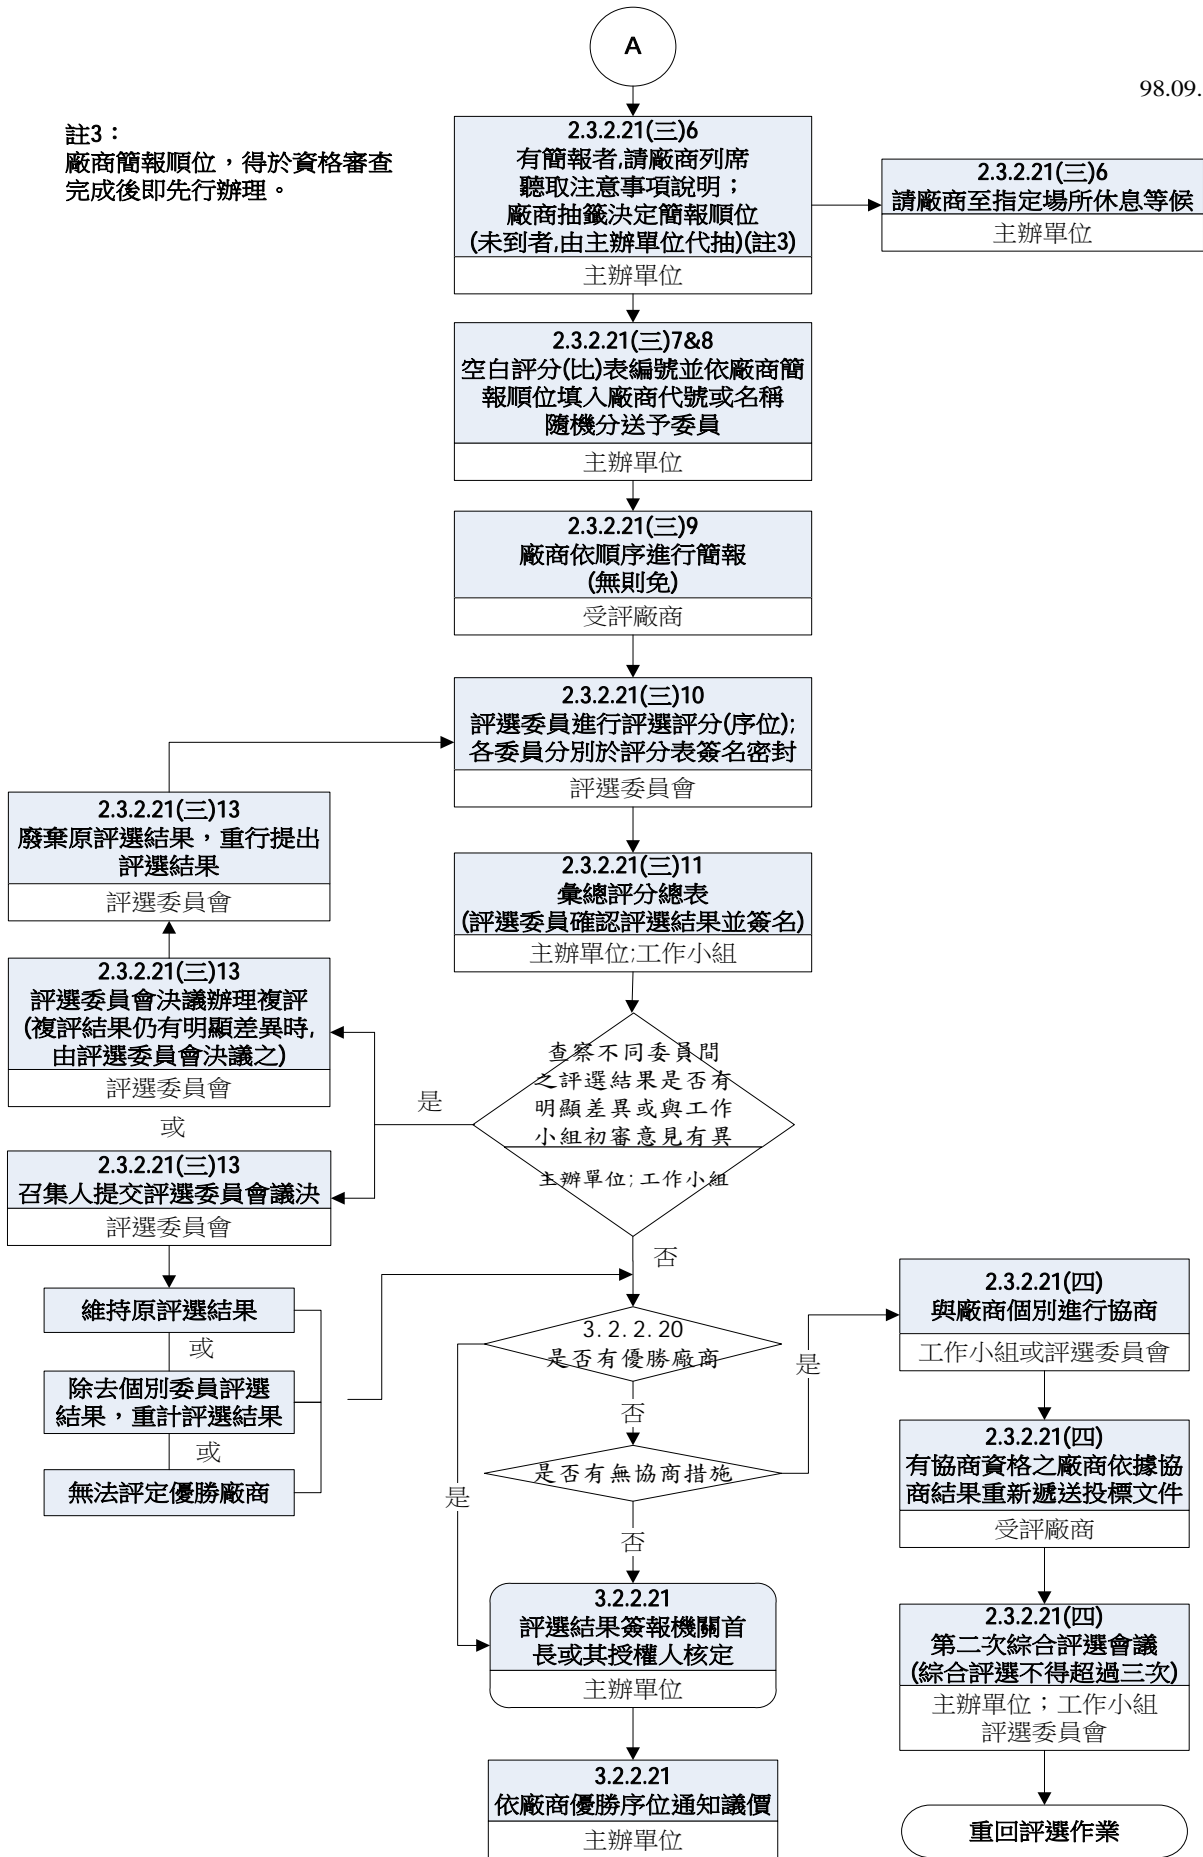 A
98.09.
註3：
廠商簡報順位，得於資格審查
完成後即先行辦理。
2.3.2.21(三)6
有簡報者,請廠商列席
聽取注意事項說明；
廠商抽籤決定簡報順位
(未到者,由主辦單位代抽)(註3)
主辦單位
2.3.2.21(三)6
請廠商至指定場所休息等候
主辦單位
2.3.2.21(三)7&8
空白評分(比)表編號並依廠商簡
報順位填入廠商代號或名稱
隨機分送予委員
主辦單位
2.3.2.21(三)9
廠商依順序進行簡報
(無則免)
受評廠商
2.3.2.21(三)10
評選委員進行評選評分(序位);
各委員分別於評分表簽名密封
評選委員會
2.3.2.21(三)13
廢棄原評選結果，重行提出
評選結果
評選委員會
2.3.2.21(三)11
彙總評分總表
(評選委員確認評選結果並簽名)
主辦單位;工作小組
2.3.2.21(三)13
評選委員會決議辦理複評
(複評結果仍有明顯差異時,
由評選委員會決議之)
評選委員會
或
是
查察不同委員間
之評選結果是否有
明顯差異或與工作
小組初審意見有異
主辦單位;工作小組
2.3.2.21(三)13
召集人提交評選委員會議決
評選委員會
否
維持原評選結果
或
除去個別委員評選
結果，重計評選結果
或
無法評定優勝廠商
3.2.2.20
是否有優勝廠商
是
否
是否有無協商措施
是
否
2.3.2.21(四)
與廠商個別進行協商
工作小組或評選委員會
2.3.2.21(四)
有協商資格之廠商依據協
商結果重新遞送投標文件
受評廠商
3.2.2.21
評選結果簽報機關首
長或其授權人核定
主辦單位
2.3.2.21(四)
第二次綜合評選會議
(綜合評選不得超過三次)
主辦單位；工作小組
評選委員會
3.2.2.21
依廠商優勝序位通知議價
主辦單位
重回評選作業